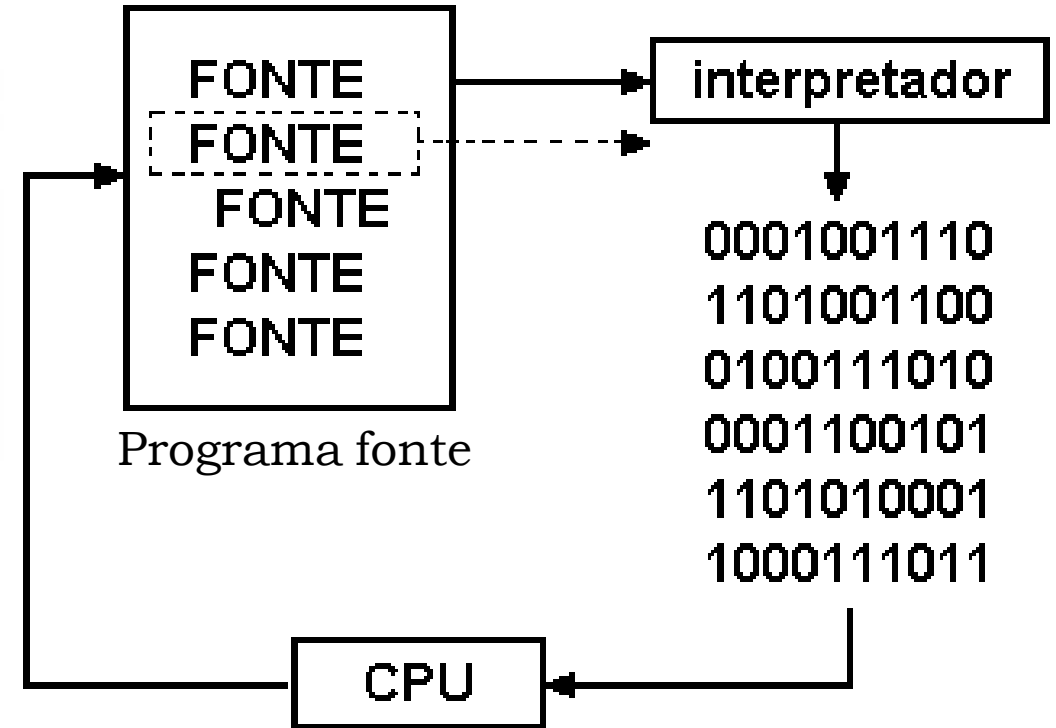 FONTE
FONTE
FONTE
FONTE
FONTE
Programa fonte
interpretador
0001001110
1101001100
0100111010
0001100101
1101010001
1000111011
CPU